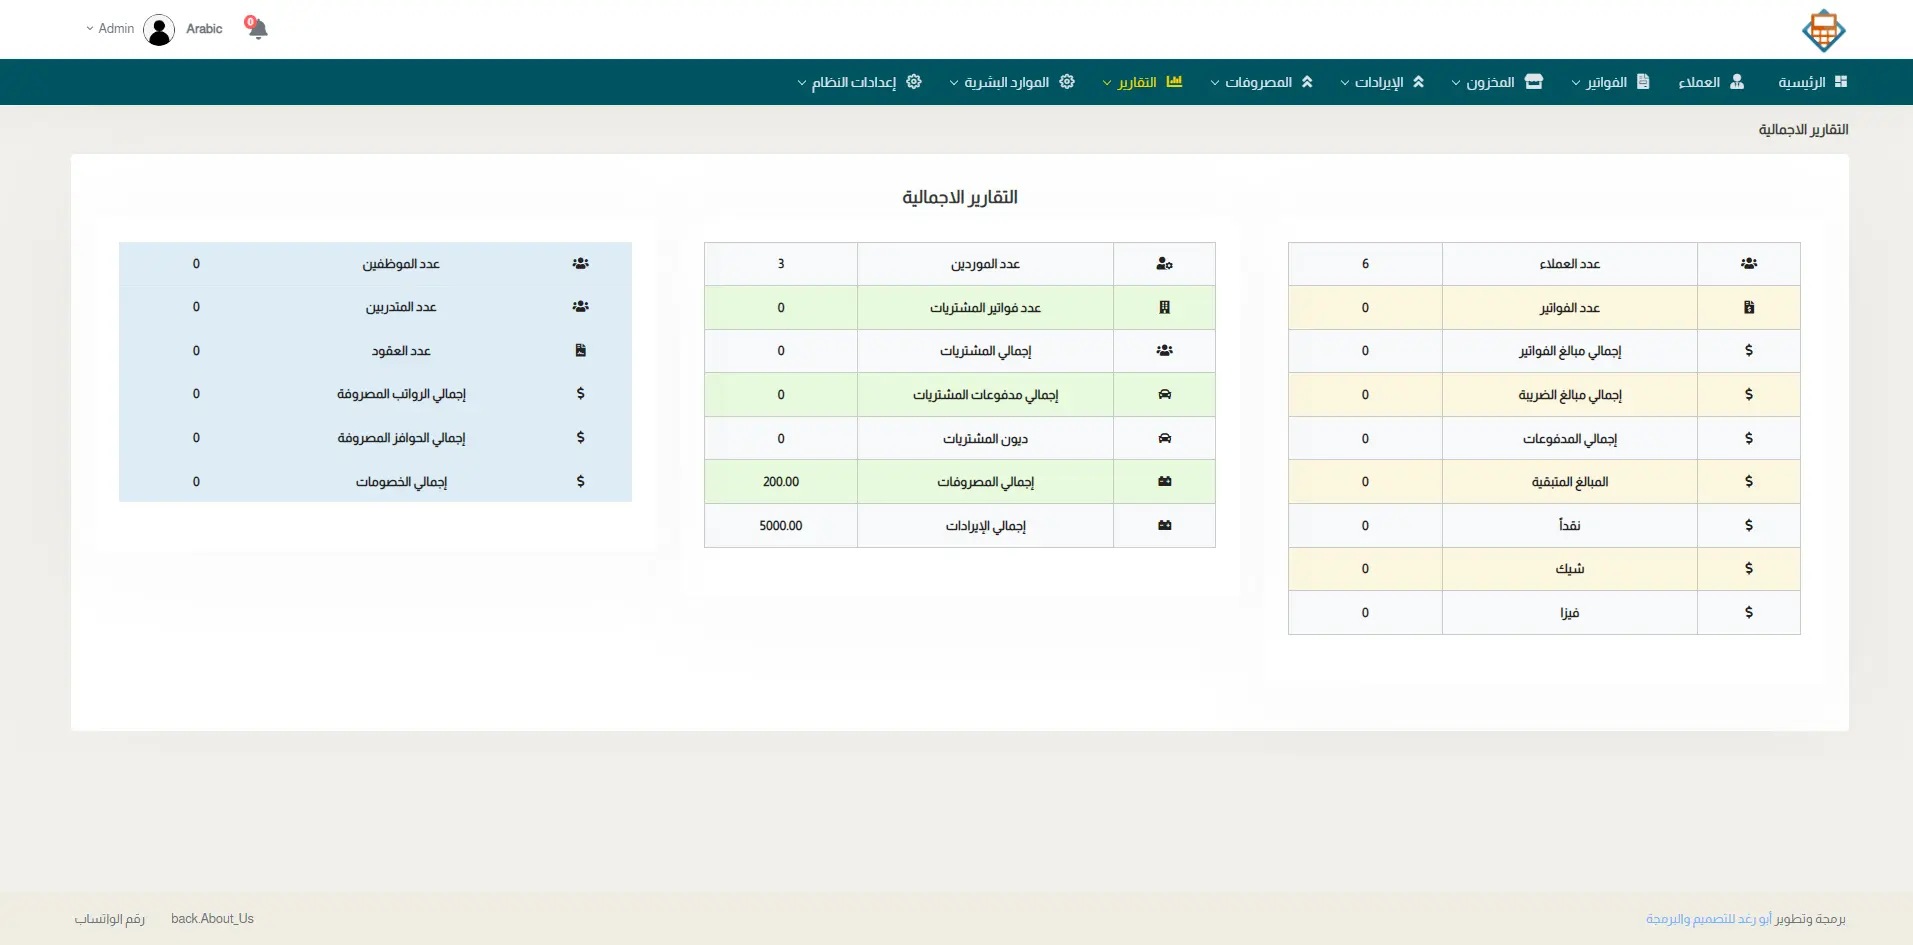 0
Arabic
Admin
الرئيسية
العملاء
الفواتير
المخزون
الإيرادات
المصروفات
التقارير
الموارد البشرية
إعدادات النظام
التقارير الاجمالية
التقارير الاجمالية
عدد العملاء 6
عدد الفواتير 0
إجمالي مبالغ الفواتير 0
$ إجمالي مبالغ الضريبة 0
$ إجمالي المدفوعات 0
$ المبالغ المتبقية 0
$ نقداً 0
$ شيك 0
$ فيزا 0
عدد الموردين 3
عدد فواتير المشتريات 0
إجمالي المشتريات 0
إجمالي مدفوعات المشتريات 0
ديون المشتريات 0
إجمالي المصروفات 200.00
إجمالي الإيرادات 5000.00
عدد الموظفين 0
عدد المتدربين 0
عدد العقود 0
$ إجمالي الرواتب المصروفة 0
$ إجمالي الحوافز المصروفة 0
$ إجمالي الخصومات 0
برمجة وتطوير أبو رغد للتصميم والبرمجة
back.About_Us
رقم الواتساب